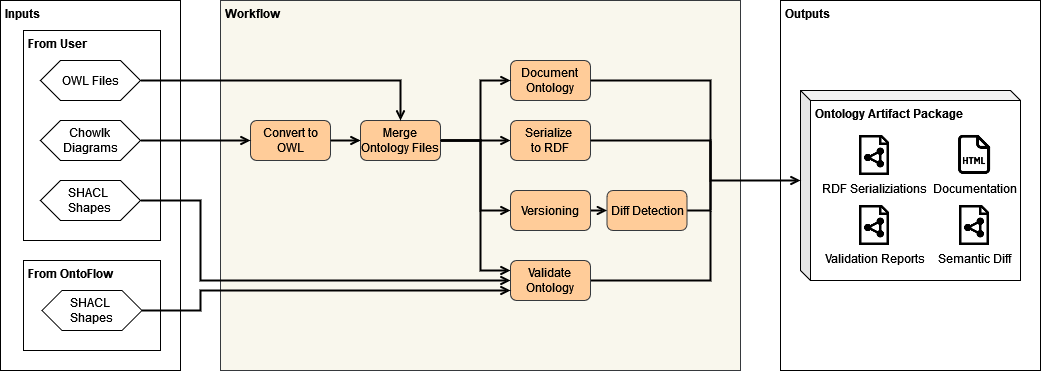 Inputs
From User
OWL Files
Chowlk
Diagrams
SHACL
Shapes
From OntoFlow
SHACL
Shapes
Workflow
Convert to
OWL
Merge
Ontology Files
Document
Ontology
Serialize
to RDF
Versioning
Diff Detection
Validate
Ontology
Outputs
Ontology Artifact Package
RDF Serializiations
HTML
Documentation
Validation Reports
Semantic Diff